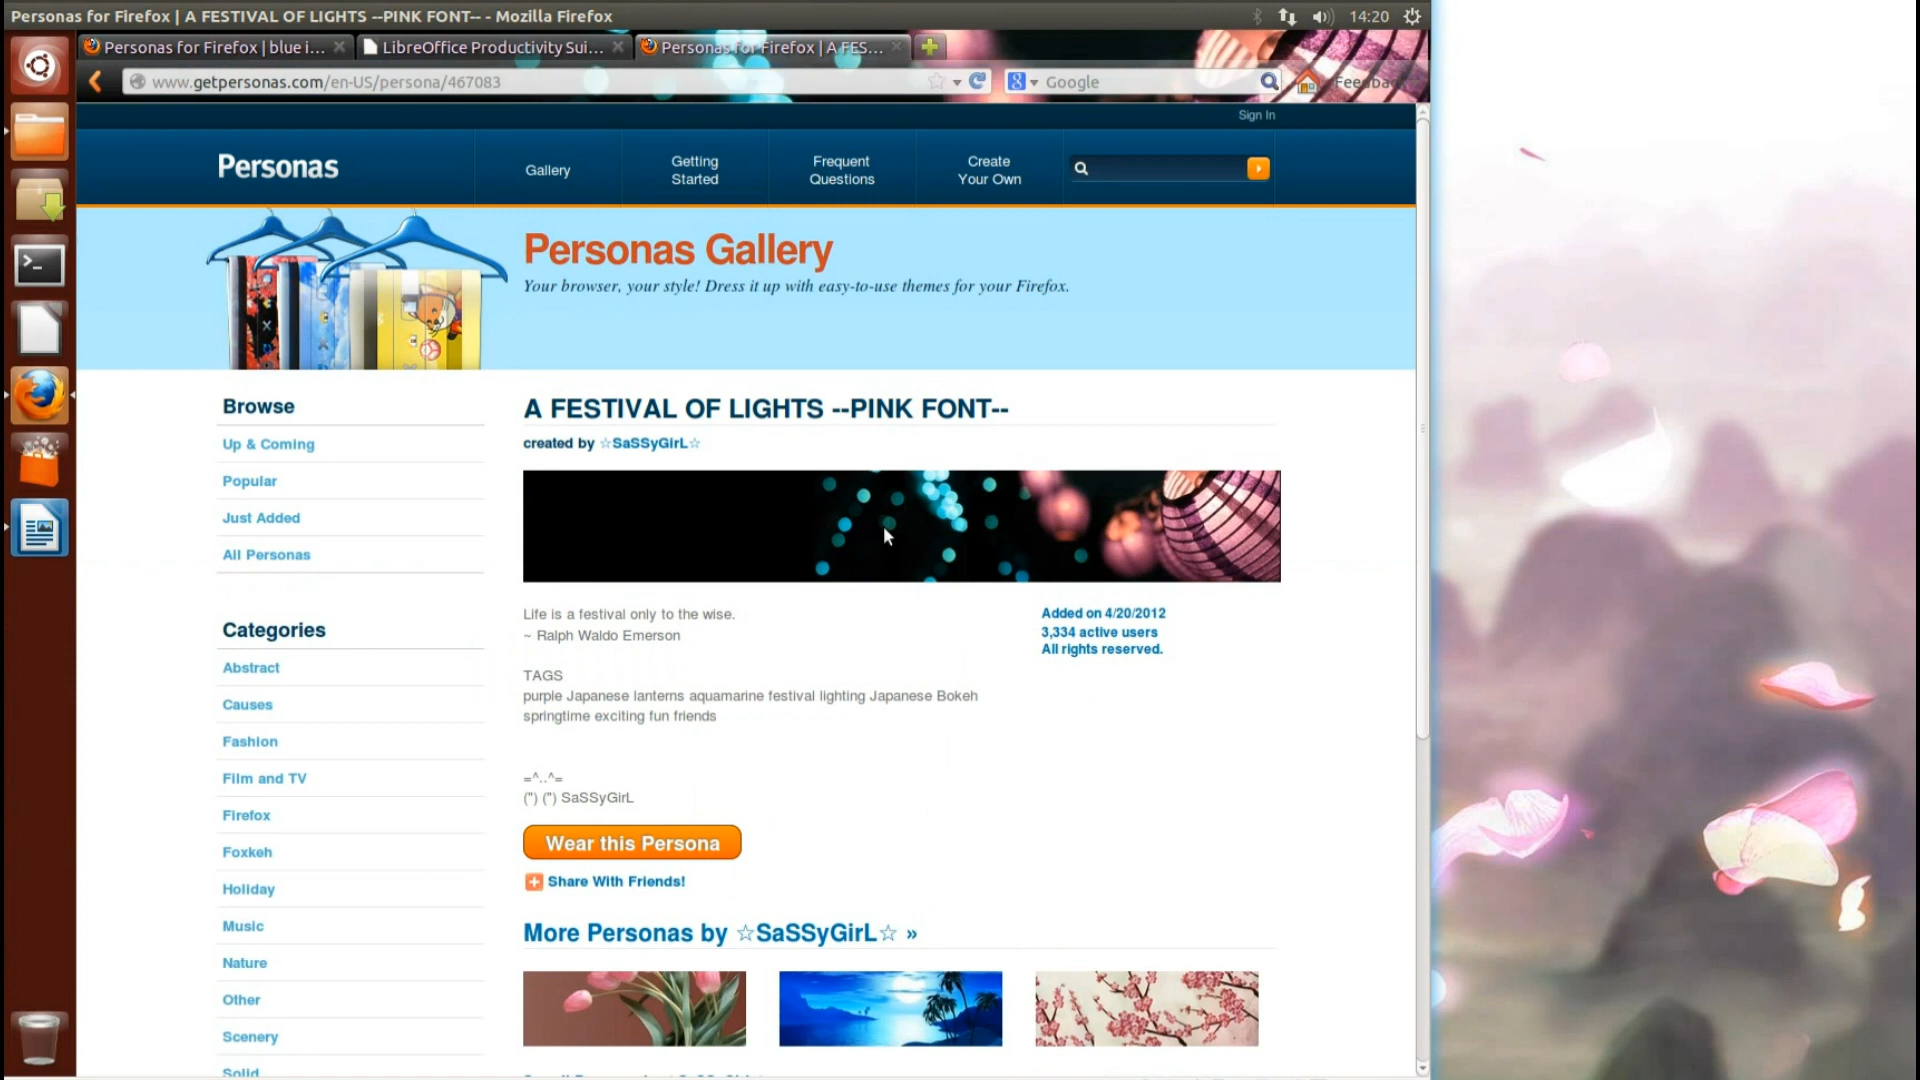 Personas for Firefox | A FESTIVAL OF LIGHTS --PINK FONT-- - Mozilla Firefox
14:20
Personas for Firefox | blue i...
LibreOffice Productivity Sui...
Personas for Firefox | A FES...
www.getpersonas.com/en-US/persona/467083
Google
Sign In
Personas
Gallery
Getting
Started
Frequent
Questions
Create
Your Own
Personas Gallery
Your browser, your style! Dress it up with easy-to-use themes for your Firefox.
Browse
Up & Coming
Popular
Just Added
All Personas
Categories
Abstract
Causes
Fashion
Film and TV
Firefox
Foxkeh
Holiday
Music
Nature
Other
Scenery
Solid
A FESTIVAL OF LIGHTS --PINK FONT--
created by ☆SaSSyGirL☆
Life is a festival only to the wise.
~ Ralph Waldo Emerson
Added on 4/20/2012
3,334 active users
All rights reserved.
TAGS
purple Japanese lanterns aquamarine festival lighting Japanese Bokeh
springtime exciting fun friends
=^..^=
(") (") SaSSyGirL
Wear this Persona
Share With Friends!
More Personas by ☆SaSSyGirL☆ »